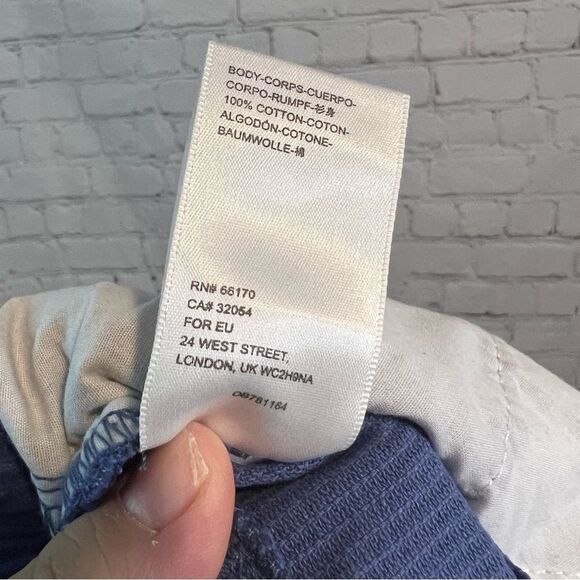 BODY-CORPS-CUERPO-
CORPO-RUMPF-衫身
100% COTTON-COTON-
ALGODÓN-COTONE-
BAUMWOLLE-棉
RN# 66170
CA# 32054
FOR EU
24 WEST STREET,
LONDON, UK WC2H9NA
OB781164